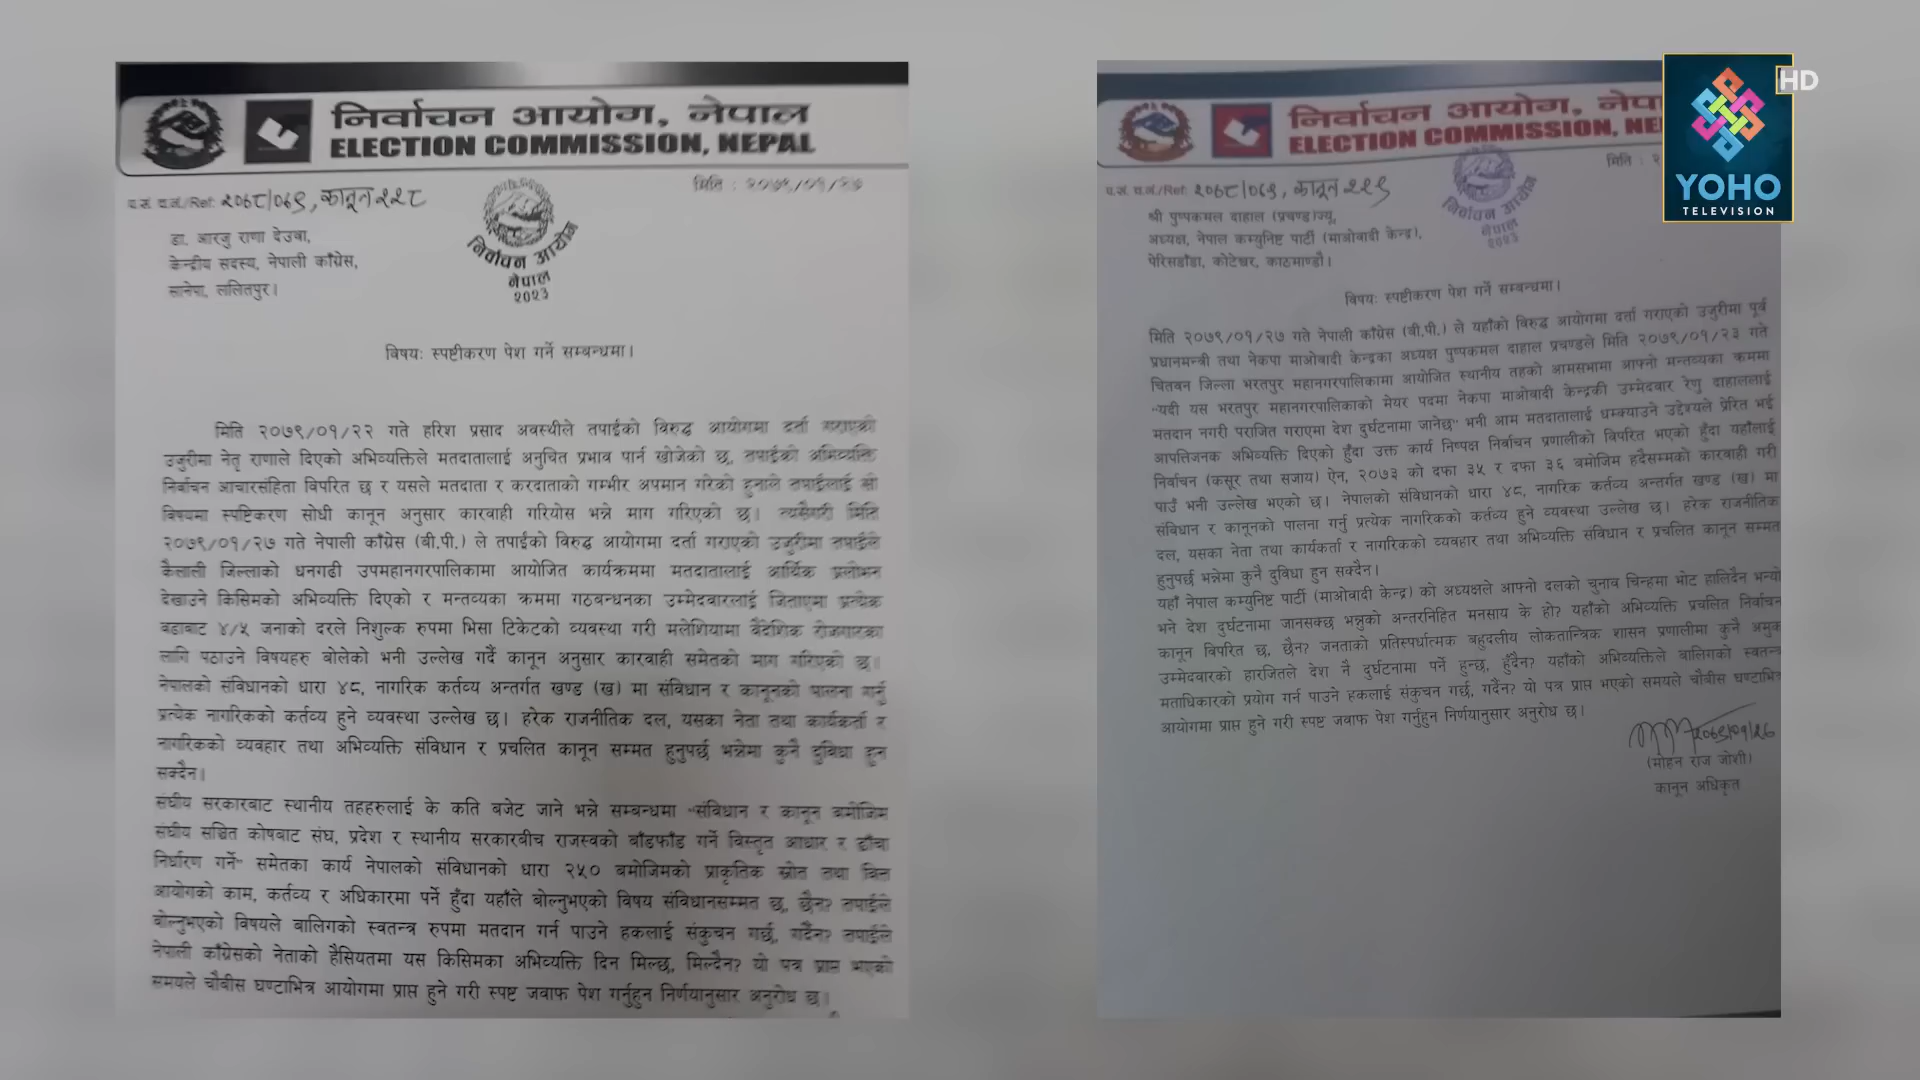 निर्वाचन आयोग, नेपाल
ELECTION COMMISSION, NEPAL
प.सं. च.नं./Ref: २०७८/०७९, कानून २२८
मिति : २०७९/०१/२७
निर्वाचन आयोग
नेपाल
२०२३
डा. आरजु राणा देउवा,
केन्द्रीय सदस्य, नेपाली काँग्रेस,
सानेपा, ललितपुर।
विषयः स्पष्टीकरण पेश गर्ने सम्बन्धमा।
मिति २०७९/०१/२२ गते हरिश प्रसाद अवस्थीले तपाईको विरुद्ध आयोगमा दर्ता गराएको
उजुरीमा नेतृ राणाले दिएको अभिव्यक्तिले मतदातालाई अनुचित प्रभाव पार्न खोजेको छ, तपाईंको अभिव्यक्ति
निर्वाचन आचारसंहिता विपरित छ र यसले मतदाता र करदाताको गम्भीर अपमान गरेको हुनाले तपाईंलाई सो
विषयमा स्पष्टिकरण सोधी कानून अनुसार कारवाही गरियोस भन्ने माग गरिएको छ। त्यसैगरी मिति
२०७९/०१/२७ गते नेपाली काँग्रेस (बी.पी.) ले तपाईंको विरुद्ध आयोगमा दर्ता गराएको उजुरीमा तपाईंले
कैलाली जिल्लाको धनगढी उपमहानगरपालिकामा आयोजित कार्यक्रममा मतदातालाई आर्थिक प्रलोभन
देखाउने किसिमको अभिव्यक्ति दिएको र मन्तव्यका क्रममा गठबन्धनका उम्मेदवारलाई जिताएमा प्रत्येक
वडाबाट ४/५ जनाको दरले निशुल्क रुपमा भिसा टिकेटको व्यवस्था गरी मलेशियामा वैदेशिक रोजगारका
लागि पठाउने विषयहरु बोलेको भनी उल्लेख गर्दै कानून अनुसार कारवाही समेतको माग गरिएको छ।
नेपालको संविधानको धारा ४८, नागरिक कर्तव्य अन्तर्गत खण्ड (ख) मा संविधान र कानूनको पालना गर्नु
प्रत्येक नागरिकको कर्तव्य हुने व्यवस्था उल्लेख छ। हरेक राजनीतिक दल, यसका नेता तथा कार्यकर्ता र
नागरिकको व्यवहार तथा अभिव्यक्ति संविधान र प्रचलित कानून सम्मत हुनुपर्छ भन्नेमा कुनै दुविधा हुन
सक्दैन।
संघीय सरकारबाट स्थानीय तहहरुलाई के कति बजेट जाने भन्ने सम्बन्धमा "संविधान र कानून बमोजिम
संघीय सञ्चित कोषबाट संघ, प्रदेश र स्थानीय सरकारबीच राजस्वको बाँडफाँड गर्ने विस्तृत आधार र ढाँचा
निर्धारण गर्ने" समेतका कार्य नेपालको संविधानको धारा २५० बमोजिमको प्राकृतिक स्रोत तथा वित्त
आयोगको काम, कर्तव्य र अधिकारमा पर्ने हुँदा यहाँले बोल्नुभएको विषय संविधानसम्मत छ, छैन? तपाईंले
बोल्नुभएको विषयले बालिगको स्वतन्त्र रुपमा मतदान गर्न पाउने हकलाई संकुचन गर्छ, गर्दैन? तपाईंले
नेपाली काँग्रेसको नेताको हैसियतमा यस किसिमका अभिव्यक्ति दिन मिल्छ, मिल्दैन? यो पत्र प्राप्त भएको
समयले चौबीस घण्टाभित्र आयोगमा प्राप्त हुने गरी स्पष्ट जवाफ पेश गर्नुहुन निर्णयानुसार अनुरोध छ।
निर्वाचन आयोग, नेपा
ELECTION COMMISSION, NE
प.सं. च.नं./Ref: २०७८/०७९, कानून २२९
मिति : २
निर्वाचन आयोग
नेपाल
२०२३
श्री पुष्पकमल दाहाल (प्रचण्ड)ज्यू,
अध्यक्ष, नेपाल कम्युनिष्ट पार्टी (माओवादी केन्द्र),
पेरिसडाँडा, कोटेश्वर, काठमाण्डौ।
विषयः स्पष्टीकरण पेश गर्ने सम्बन्धमा।
मिति २०७९/०१/२७ गते नेपाली काँग्रेस (बी.पी.) ले यहाँको विरुद्ध आयोगमा दर्ता गराएको उजुरीमा पूर्व
प्रधानमन्त्री तथा नेकपा माओवादी केन्द्रका अध्यक्ष पुष्पकमल दाहाल प्रचण्डले मिति २०७९/०१/२३ गते
चितवन जिल्ला भरतपुर महानगरपालिकामा आयोजित स्थानीय तहको आमसभामा आफ्नो मन्तव्यका क्रममा
"यदी यस भरतपुर महानगरपालिकाको मेयर पदमा नेकपा माओवादी केन्द्रकी उम्मेदवार रेणु दाहाललाई
मतदान नगरी पराजित गराएमा देश दुर्घटनामा जानेछ" भनी आम मतदातालाई धम्क्याउने उद्देश्यले प्रेरित भई
आपत्तिजनक अभिव्यक्ति दिएको हुँदा उक्त कार्य निष्पक्ष निर्वाचन प्रणालीको विपरित भएको हुँदा यहाँलाई
निर्वाचन (कसूर तथा सजाय) ऐन, २०७३ को दफा ३५ र दफा ३६ बमोजिम हदैसम्मको कारवाही गरी
पाउँ भनी उल्लेख भएको छ। नेपालको संविधानको धारा ४८, नागरिक कर्तव्य अन्तर्गत खण्ड (ख) मा
संविधान र कानूनको पालना गर्नु प्रत्येक नागरिकको कर्तव्य हुने व्यवस्था उल्लेख छ। हरेक राजनीतिक
दल, यसका नेता तथा कार्यकर्ता र नागरिकको व्यवहार तथा अभिव्यक्ति संविधान र प्रचलित कानून सम्मत
हुनुपर्छ भन्नेमा कुनै दुविधा हुन सक्दैन।
यहाँ नेपाल कम्युनिष्ट पार्टी (माओवादी केन्द्र) को अध्यक्षले आफ्नो दलको चुनाव चिन्हमा भोट हालिदैन भन्यो
भने देश दुर्घटनामा जानसक्छ भन्नुको अन्तरनिहित मनसाय के हो? यहाँको अभिव्यक्ति प्रचलित निर्वाचन
कानून विपरित छ, छैन? जनताको प्रतिस्पर्धात्मक बहुदलीय लोकतान्त्रिक शासन प्रणालीमा कुनै अमुक
उम्मेदवारको हारजितले देश नै दुर्घटनामा पर्ने हुन्छ, हुँदैन? यहाँको अभिव्यक्तिले बालिगको स्वतन्त्र
मताधिकारको प्रयोग गर्न पाउने हकलाई संकुचन गर्छ, गर्दैन? यो पत्र प्राप्त भएको समयले चौबीस घण्टाभित्र
आयोगमा प्राप्त हुने गरी स्पष्ट जवाफ पेश गर्नुहुन निर्णयानुसार अनुरोध छ।
(मोहन राज जोशी)
कानून अधिकृत
HD
YOHO
TELEVISION